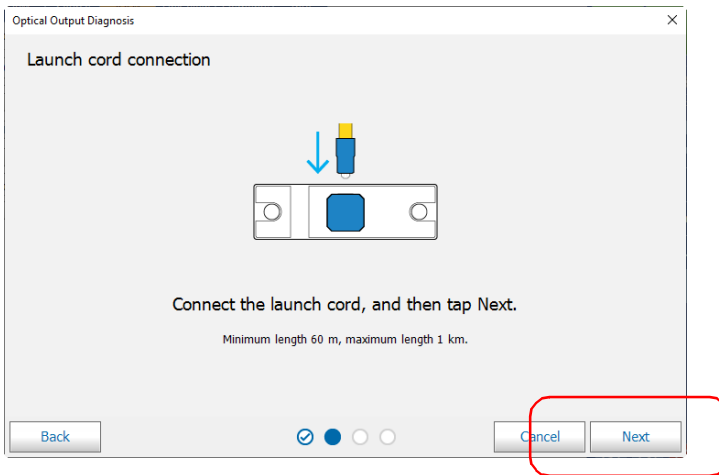 Optical Output Diagnosis
Launch cord connection
Connect the launch cord, and then tap Next.
Minimum length 60 m, maximum length 1 km.
Back
Cancel
Next